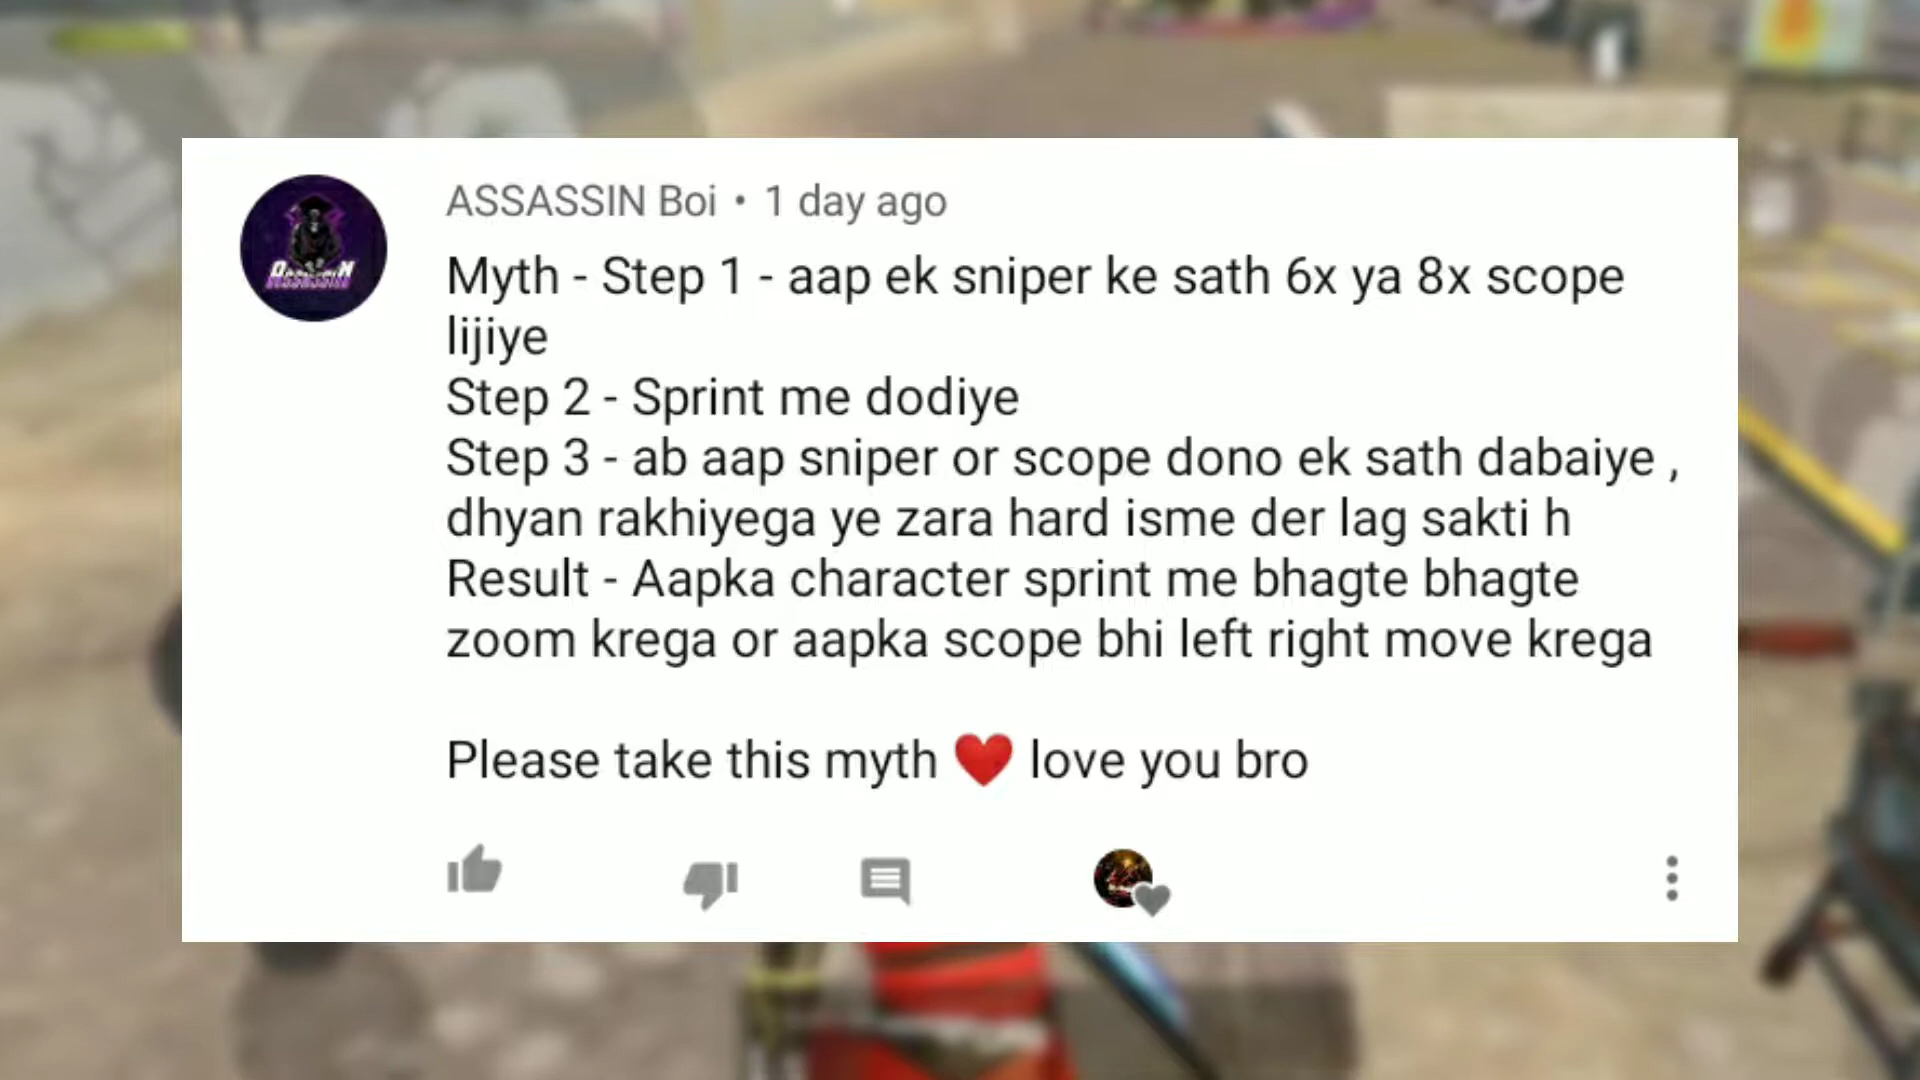 ASSASSIN Boi • 1 day ago
Myth - Step 1 - aap ek sniper ke sath 6x ya 8x scope
lijiye
Step 2 - Sprint me dodiye
Step 3 - ab aap sniper or scope dono ek sath dabaiye ,
dhyan rakhiyega ye zara hard isme der lag sakti h
Result - Aapka character sprint me bhagte bhagte
zoom krega or aapka scope bhi left right move krega
Please take this myth ❤️ love you bro